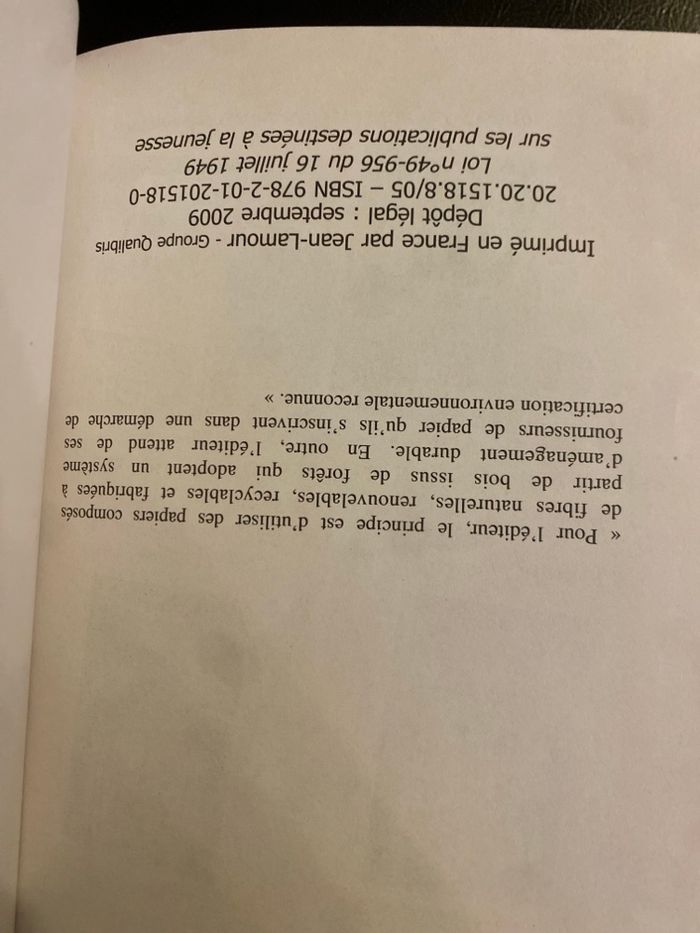 « Pour l'éditeur, le principe est d'utiliser des papiers composés
de fibres naturelles, renouvelables, recyclables et fabriquées à
partir de bois issus de forêts qui adoptent un système
d'aménagement durable. En outre, l'éditeur attend de ses
fournisseurs de papier qu'ils s'inscrivent dans une démarche de
certification environnementale reconnue. »
Imprimé en France par Jean-Lamour - Groupe Qualibris
Dépôt légal : septembre 2009
20.20.1518.8/05 – ISBN 978-2-01-201518-0
Loi n°49-956 du 16 juillet 1949
sur les publications destinées à la jeunesse